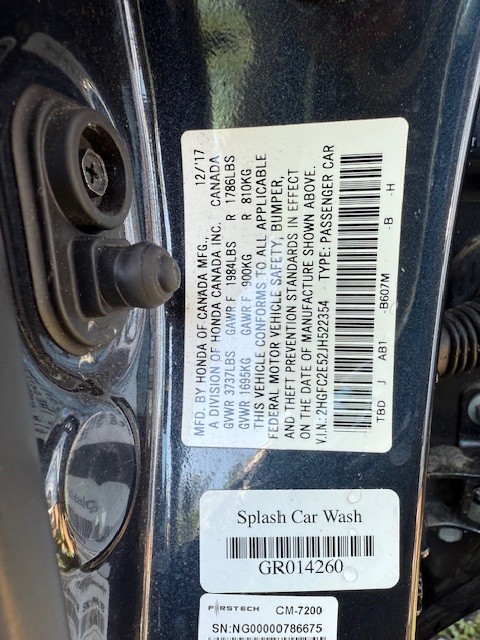 MFD. BY HONDA OF CANADA MFG., 12/'17
A DIVISION OF HONDA CANADA INC. CANADA
GVWR 3737LBS GAWR F 1984LBS R 1786LBS
GVWR 1695KG GAWR F 900KG R 810KG
THIS VEHICLE CONFORMS TO ALL APPLICABLE
FEDERAL MOTOR VEHICLE SAFETY, BUMPER,
AND THEFT PREVENTION STANDARDS IN EFFECT
ON THE DATE OF MANUFACTURE SHOWN ABOVE.
V.I.N.:2HGFC2E52JH522354 TYPE: PASSENGER CAR
TBD J AB1 -B607M -B -H
Splash Car Wash
GR014260
FIRSTECH CM-7200
SN:NG00000786675